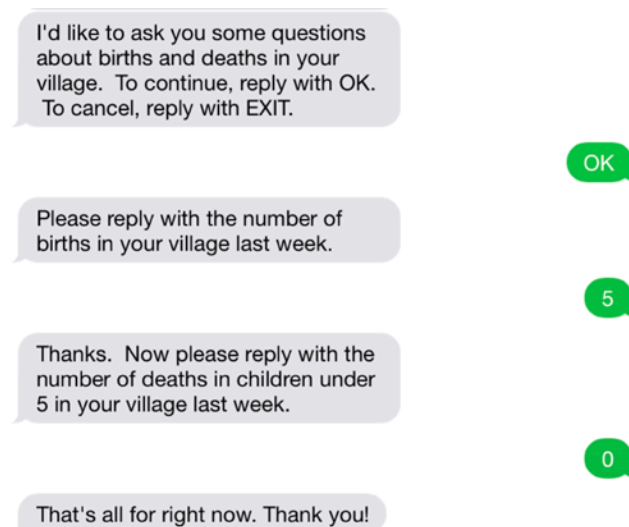 I'd like to ask you some questions
about births and deaths in your
village.  To continue, reply with OK.
To cancel, reply with EXIT.
OK
Please reply with the number of
births in your village last week.
5
Thanks.  Now please reply with the
number of deaths in children under
5 in your village last week.
0
That's all for right now. Thank you!